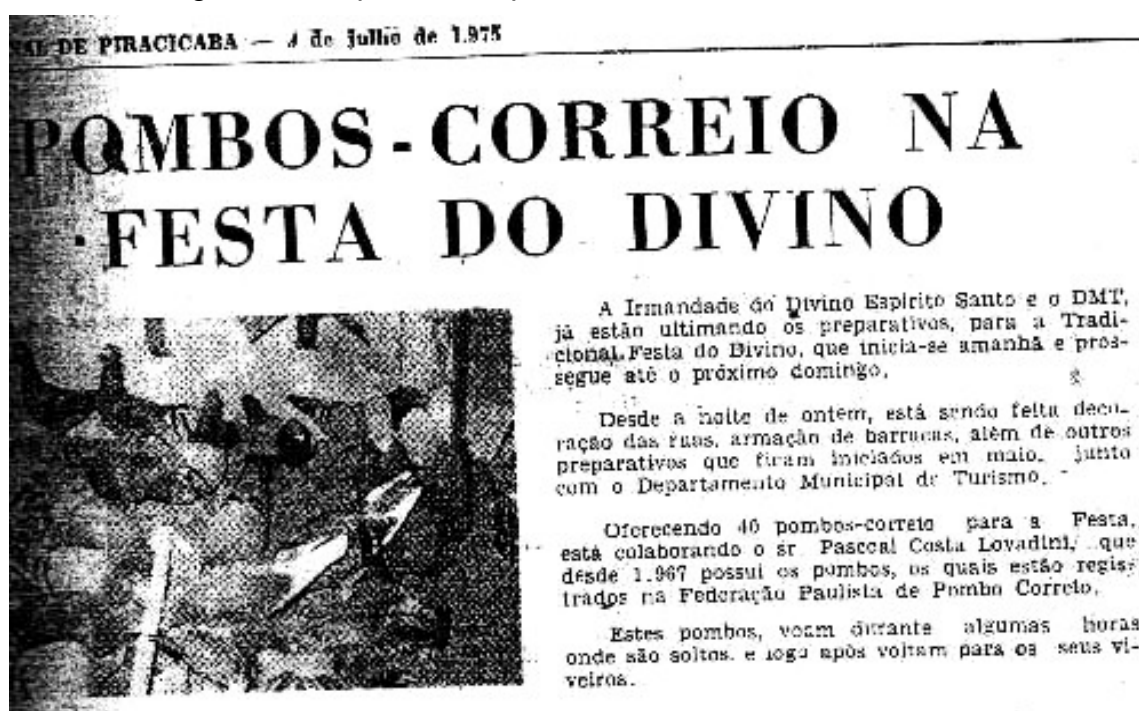 AL DE PIRACICABA — 4 de Julho de 1.975
POMBOS-CORREIO NA
FESTA DO DIVINO
A Irmandade do Divino Espírito Santo e o DMT,
já estão ultimando os preparativos, para a Tradi-
cional Festa do Divino, que inicia-se amanhã e pros-
segue até o próximo domingo.
Desde a noite de ontem, está sendo feita deco-
ração das ruas, armação de barracas, além de outros
preparativos que firam iniciados em maio, junto
com o Departamento Municipal de Turismo.
Oferecendo 40 pombos-correio para a Festa,
está colaborando o sr. Pascoal Costa Lovadini, que
desde 1.967 possui os pombos, os quais estão regis-
trados na Federação Paulista de Pombo Correio.
Estes pombos, voam durante algumas horas
onde são soltos, e logo após voltam para os seus vi-
veiros.